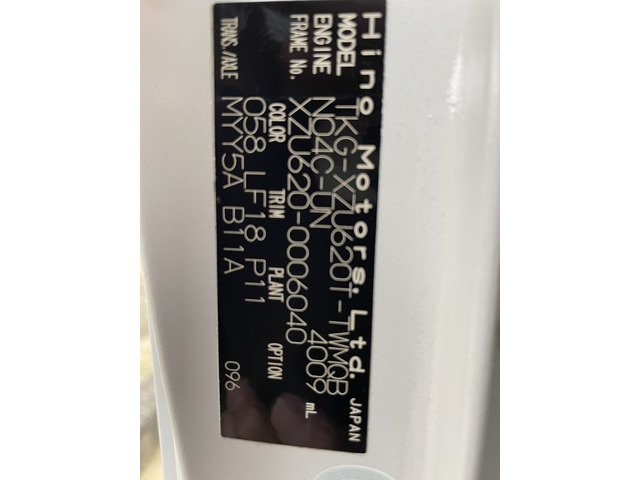 Hino Motors, Ltd. JAPAN
MODEL TKG-XZU620T-TWMQB
ENGINE N04C-UN 4009 mL
FRAME No. XZU620-0006040
COLOR TRIM PLANT OPTION
058 LF18 P11
TRANS./AXLE MYY5A B11A 096